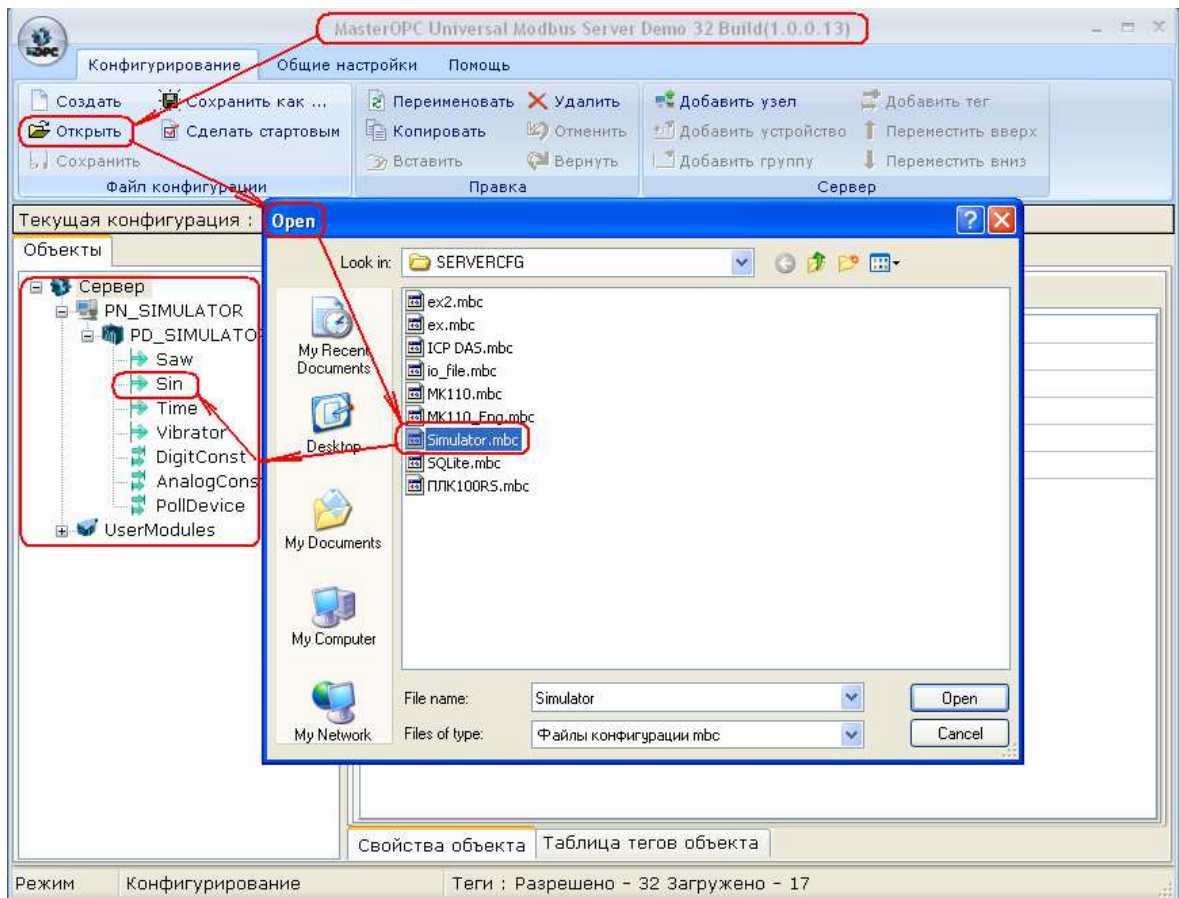 MasterOPC Universal Modbus Server Demo 32 Build(1.0.0.13)
Конфигурирование Общие настройки Помощь
Создать Сохранить как ... Переименовать Удалить Добавить узел Добавить тег
Открыть Сделать стартовым Копировать Отменить Добавить устройство Переместить вверх
Сохранить Вставить Вернуть Добавить группу Переместить вниз
Файл конфигурации Правка Сервер
Текущая конфигурация :
Open
Объекты
Look in: SERVERCFG
Сервер
PN_SIMULATOR
PD_SIMULATO
Saw
Sin
Time
Vibrator
DigitConst
AnalogCons
PollDevice
UserModules
My Recent
Documents
Desktop
My Documents
My Computer
My Network
ex2.mbc
ex.mbc
ICP DAS.mbc
io_file.mbc
MK110.mbc
MK110_Eng.mbc
Simulator.mbc
SQLite.mbc
ПЛК100RS.mbc
File name: Simulator Open
Files of type: Файлы конфигурации mbc Cancel
Свойства объекта Таблица тегов объекта
Режим Конфигурирование Теги : Разрешено - 32 Загружено - 17